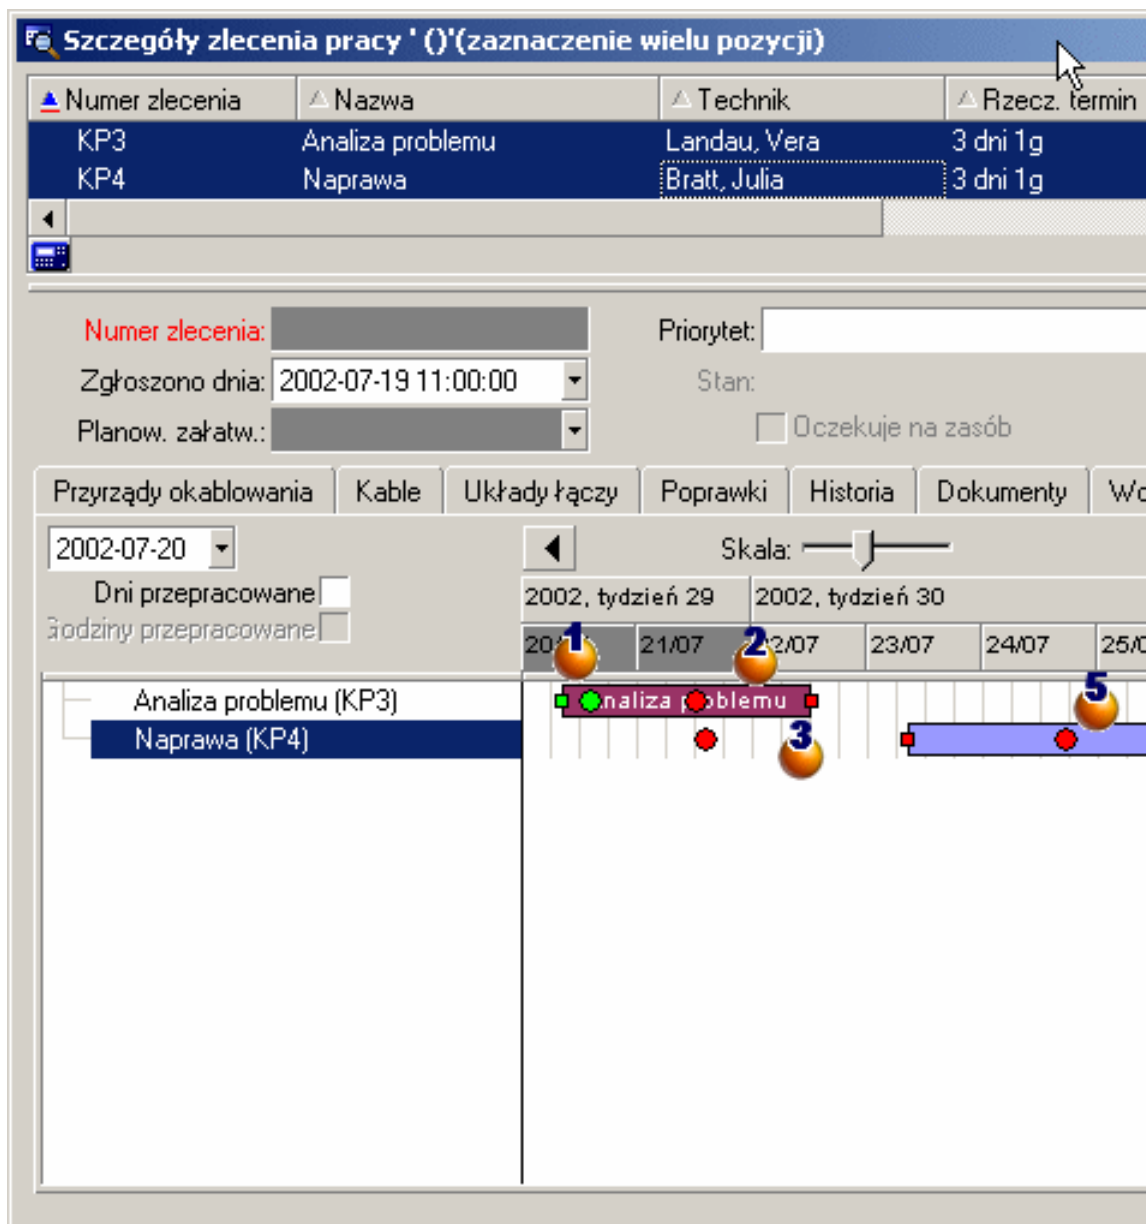 Szczegóły zlecenia pracy ' ()'(zaznaczenie wielu pozycji)
Numer zlecenia Nazwa Technik Rzecz. termin
KP3 Analiza problemu Landau, Vera 3 dni 1g
KP4 Naprawa Bratt, Julia 3 dni 1g
Numer zlecenia: Priorytet:
Zgłoszono dnia: 2002-07-19 11:00:00 Stan:
Planow. załatw.: Oczekuje na zasób
Przyrządy okablowania Kable Układy łączy Poprawki Historia Dokumenty
2002-07-20 Skala:
Dni przepracowane 2002, tydzień 29 2002, tydzień 30
Godziny przepracowane 21/07 23/07 24/07
1 2 5
Analiza problemu (KP3) Analiza problemu
Naprawa (KP4) 3